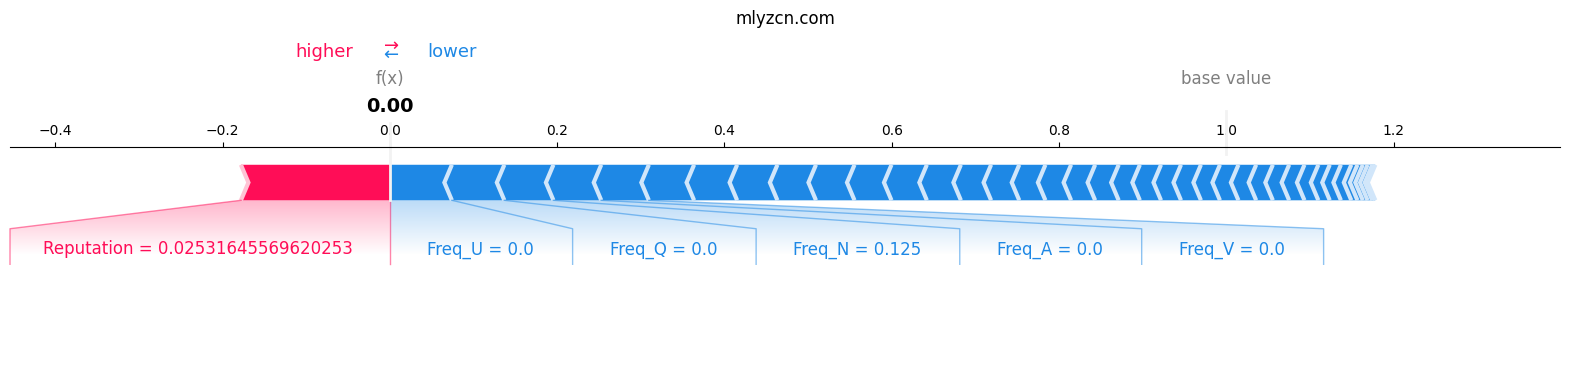 mlyzcn.com
higher → ← lower
f(x) base value
0.00
−0.4 −0.2 0.0 0.2 0.4 0.6 0.8 1.0 1.2
Reputation = 0.02531645569620253 Freq_U = 0.0 Freq_Q = 0.0 Freq_N = 0.125 Freq_A = 0.0 Freq_V = 0.0